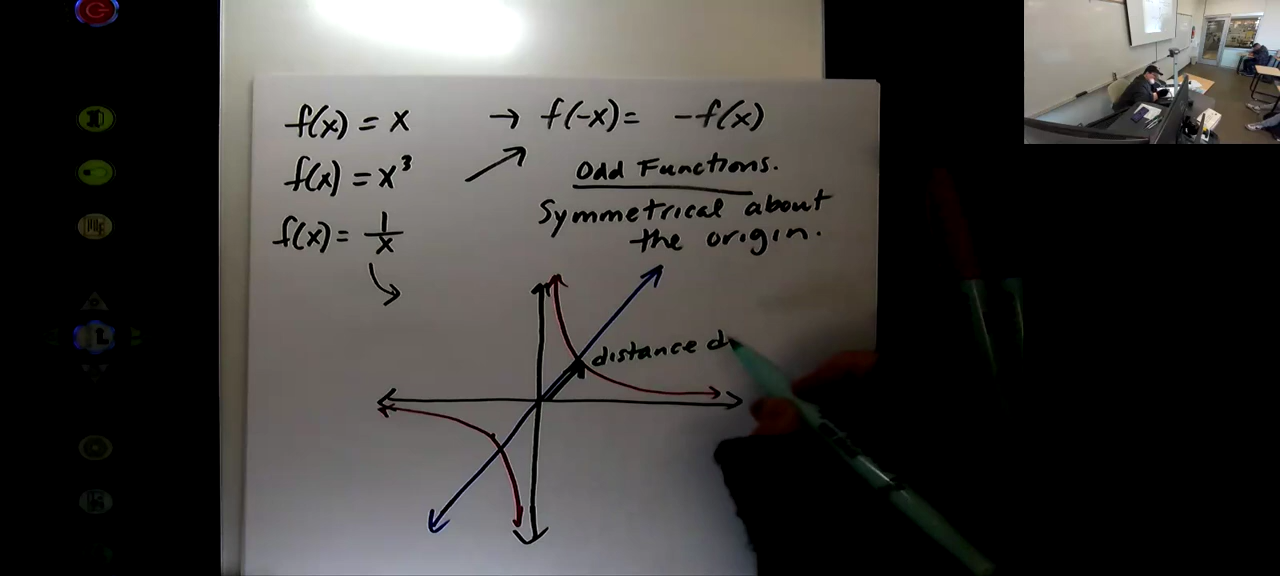 f(x) = x → f(-x) = -f(x)
f(x) = x³
Odd Functions.
Symmetrical about
the origin.
f(x) = 1/x
distance d